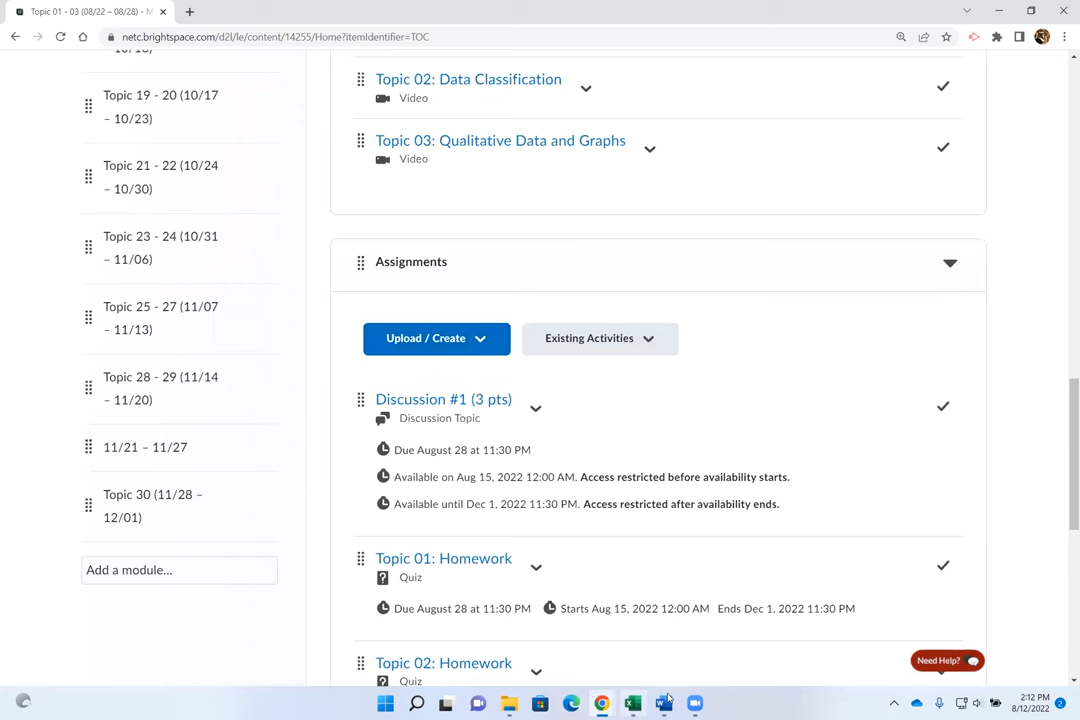 Topic 01 - 03 (08/22 – 08/28) - M
netc.brightspace.com/d2l/le/content/14255/Home?itemIdentifier=TOC
Topic 19 - 20 (10/17
– 10/23)
Topic 21 - 22 (10/24
– 10/30)
Topic 23 - 24 (10/31
– 11/06)
Topic 25 - 27 (11/07
– 11/13)
Topic 28 - 29 (11/14
– 11/20)
11/21 – 11/27
Topic 30 (11/28 –
12/01)
Add a module...
Topic 02: Data Classification
Video
Topic 03: Qualitative Data and Graphs
Video
Assignments
Upload / Create
Existing Activities
Discussion #1 (3 pts)
Discussion Topic
Due August 28 at 11:30 PM
Available on Aug 15, 2022 12:00 AM. Access restricted before availability starts.
Available until Dec 1, 2022 11:30 PM. Access restricted after availability ends.
Topic 01: Homework
Quiz
Due August 28 at 11:30 PM Starts Aug 15, 2022 12:00 AM Ends Dec 1, 2022 11:30 PM
Topic 02: Homework
Quiz
Need Help?
2:12 PM
8/12/2022
2